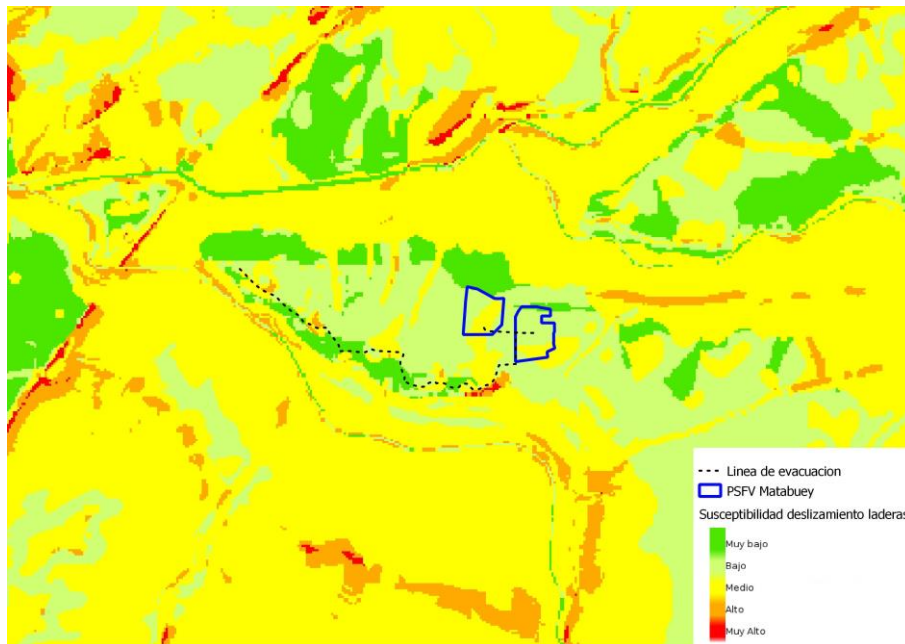 Linea de evacuacion
PSFV Matabuey
Susceptibilidad deslizamiento laderas
Muy bajo
Bajo
Medio
Alto
Muy Alto